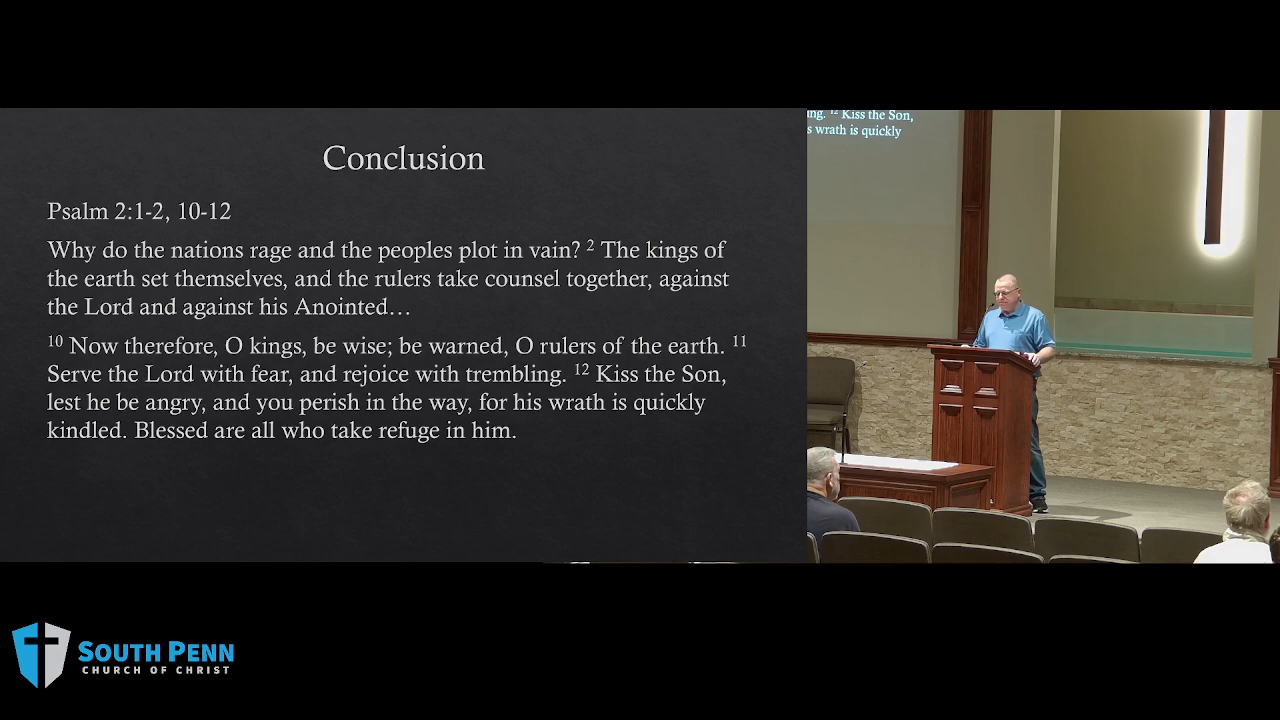 Conclusion
Psalm 2:1-2, 10-12
Why do the nations rage and the peoples plot in vain? 2 The kings of
the earth set themselves, and the rulers take counsel together, against
the Lord and against his Anointed…
10 Now therefore, O kings, be wise; be warned, O rulers of the earth. 11
Serve the Lord with fear, and rejoice with trembling. 12 Kiss the Son,
lest he be angry, and you perish in the way, for his wrath is quickly
kindled. Blessed are all who take refuge in him.
ing. 12 Kiss the Son,
s wrath is quickly
SOUTH PENN
CHURCH OF CHRIST